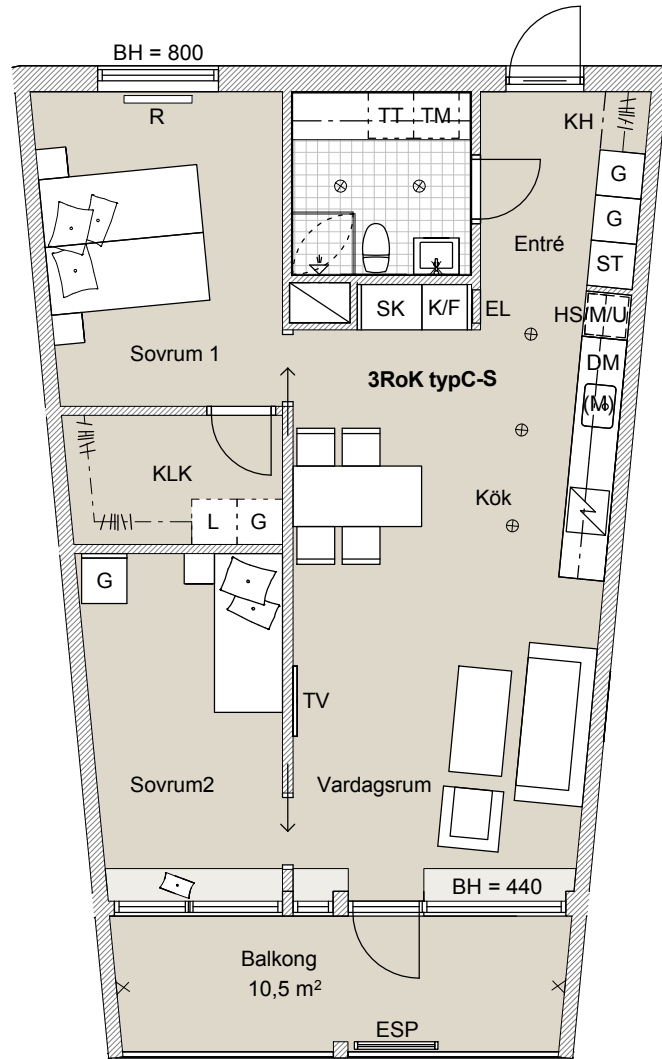 BH = 800
R
TT TM
KH
G
G
Entré
ST
SK K/F EL
HS/M/U
Sovrum 1
DM
3RoK typC-S
(M)
KLK
Kök
L G
G
TV
Sovrum2
Vardagsrum
BH = 440
Balkong
10,5 m²
ESP